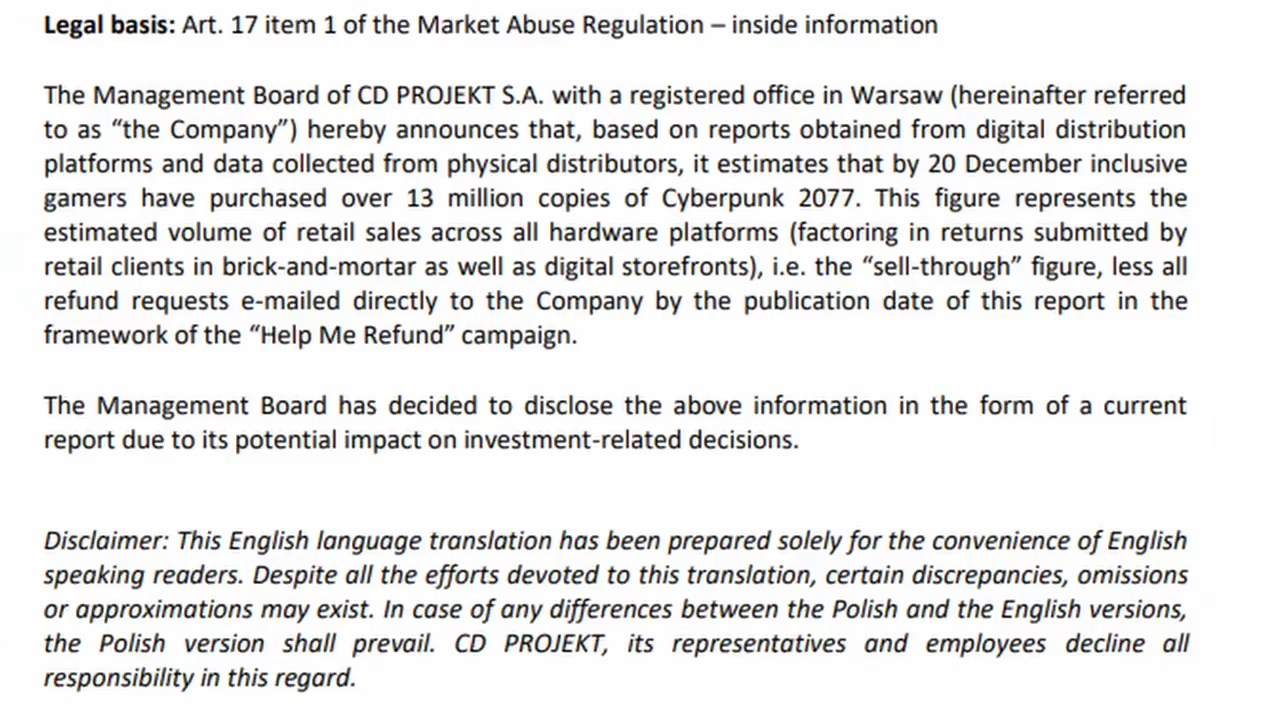 Legal basis: Art. 17 item 1 of the Market Abuse Regulation – inside information
The Management Board of CD PROJEKT S.A. with a registered office in Warsaw (hereinafter referred
to as “the Company”) hereby announces that, based on reports obtained from digital distribution
platforms and data collected from physical distributors, it estimates that by 20 December inclusive
gamers have purchased over 13 million copies of Cyberpunk 2077. This figure represents the
estimated volume of retail sales across all hardware platforms (factoring in returns submitted by
retail clients in brick-and-mortar as well as digital storefronts), i.e. the “sell-through” figure, less all
refund requests e-mailed directly to the Company by the publication date of this report in the
framework of the “Help Me Refund” campaign.
The Management Board has decided to disclose the above information in the form of a current
report due to its potential impact on investment-related decisions.
Disclaimer: This English language translation has been prepared solely for the convenience of English
speaking readers. Despite all the efforts devoted to this translation, certain discrepancies, omissions
or approximations may exist. In case of any differences between the Polish and the English versions,
the Polish version shall prevail. CD PROJEKT, its representatives and employees decline all
responsibility in this regard.